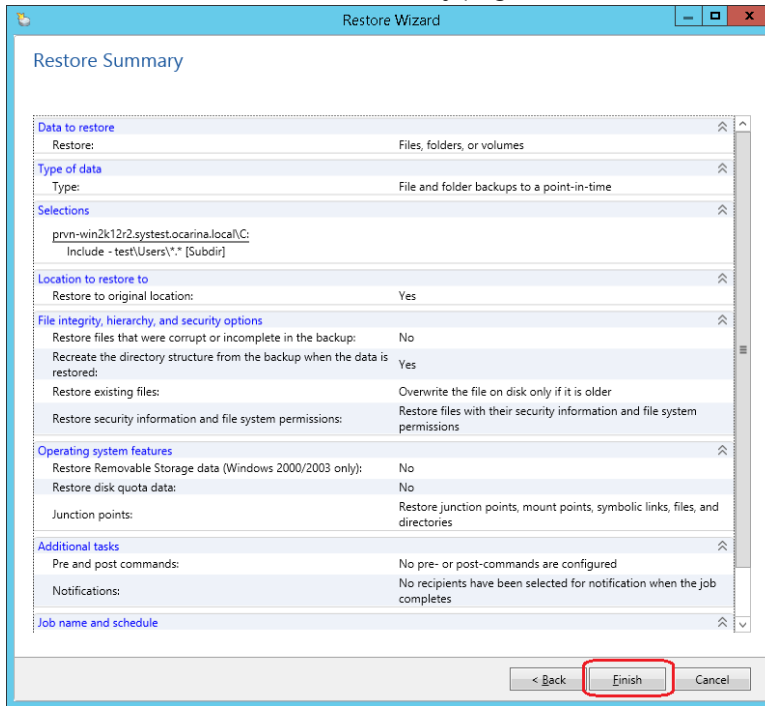 Restore Wizard
Restore Summary
Data to restore
Restore: Files, folders, or volumes
Type of data
Type: File and folder backups to a point-in-time
Selections
prvn-win2k12r2.systest.ocarina.local\C:
Include - test\Users\*.* [Subdir]
Location to restore to
Restore to original location: Yes
File integrity, hierarchy, and security options
Restore files that were corrupt or incomplete in the backup: No
Recreate the directory structure from the backup when the data is
restored: Yes
Restore existing files: Overwrite the file on disk only if it is older
Restore security information and file system permissions: Restore files with their security information and file system
permissions
Operating system features
Restore Removable Storage data (Windows 2000/2003 only): No
Restore disk quota data: No
Junction points: Restore junction points, mount points, symbolic links, files, and
directories
Additional tasks
Pre and post commands: No pre- or post-commands are configured
Notifications: No recipients have been selected for notification when the job
completes
Job name and schedule
< Back Finish Cancel